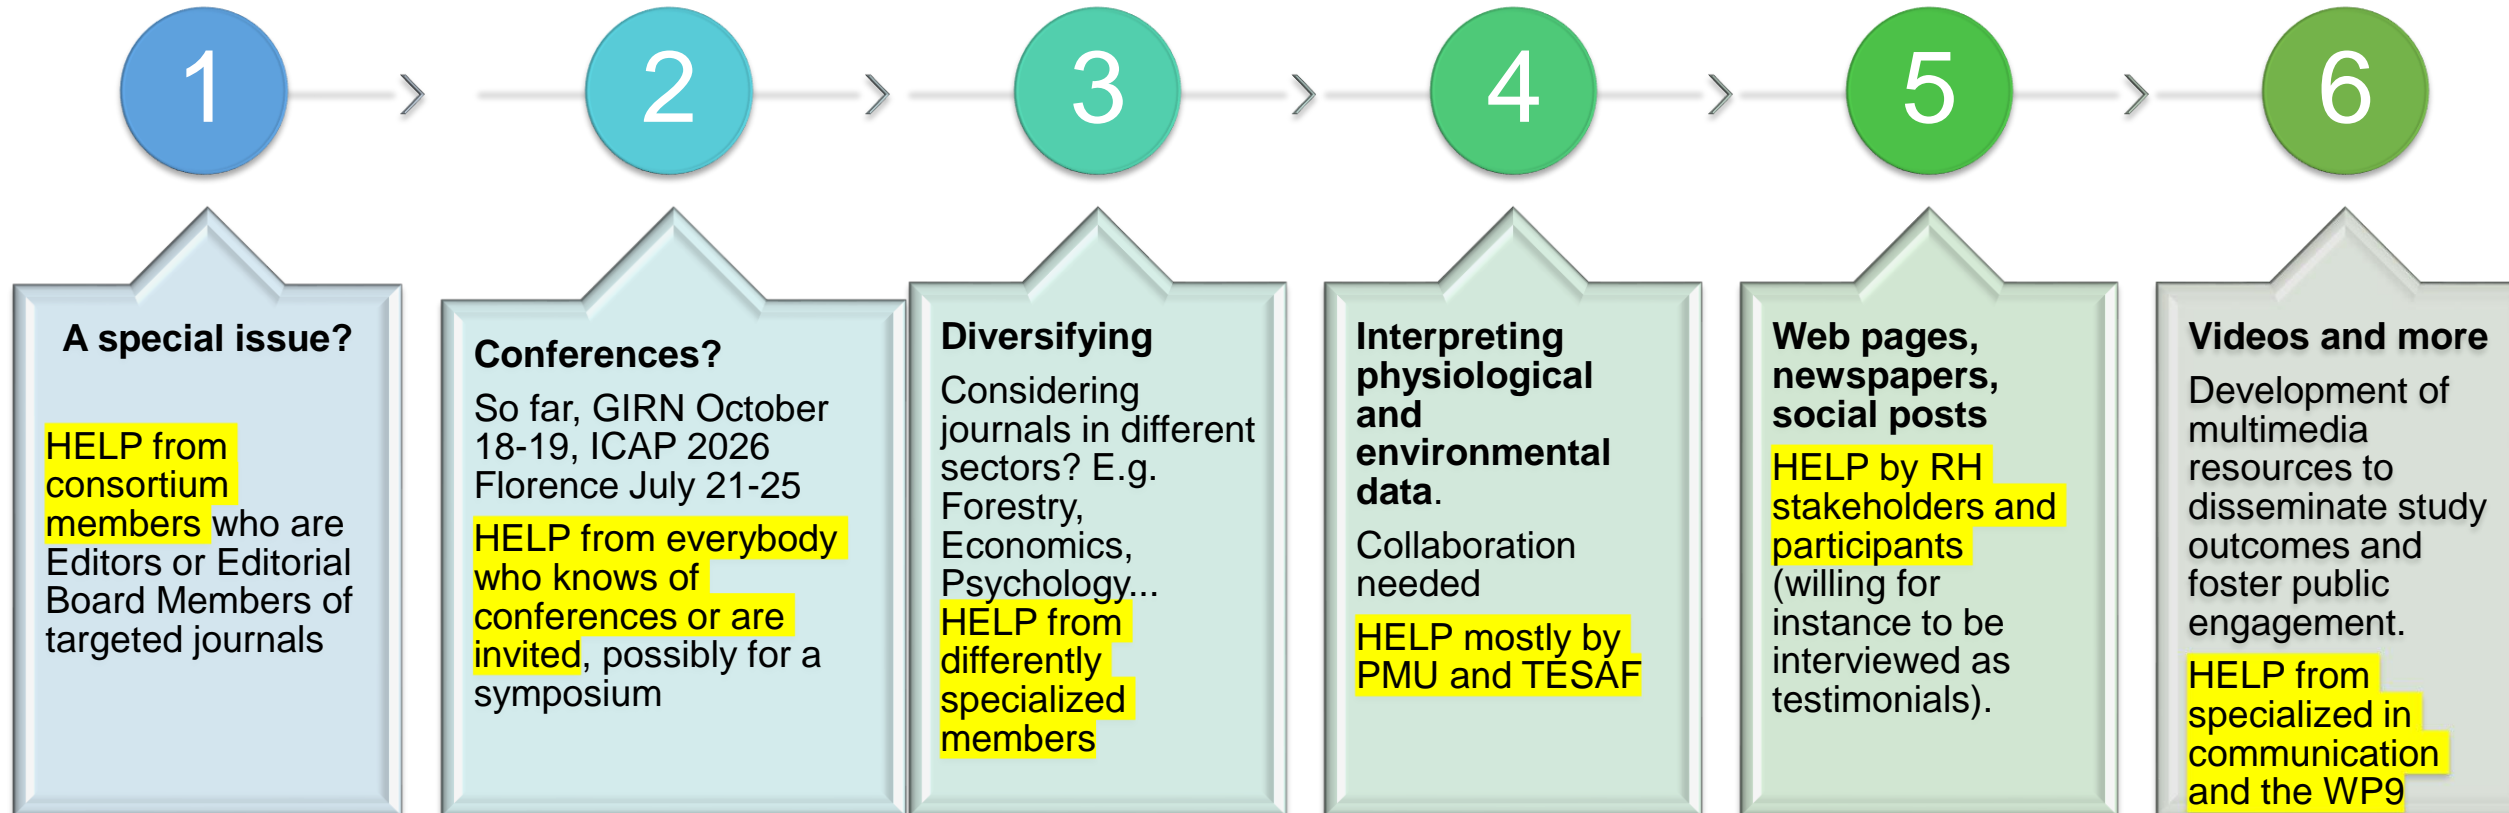 1
2
3
4
5
6
A special issue?
HELP from
consortium
members who are
Editors or Editorial
Board Members of
targeted journals
Conferences?
So far, GIRN October
18-19, ICAP 2026
Florence July 21-25
HELP from everybody
who knows of
conferences or are
invited, possibly for a
symposium
Diversifying
Considering
journals in different
sectors? E.g.
Forestry,
Economics,
Psychology...
HELP from
differently
specialized
members
Interpreting
physiological
and
environmental
data.
Collaboration
needed
HELP mostly by
PMU and TESAF
Web pages,
newspapers,
social posts
HELP by RH
stakeholders and
participants
(willing for
instance to be
interviewed as
testimonials).
Videos and more
Development of
multimedia
resources to
disseminate study
outcomes and
foster public
engagement.
HELP from
specialized in
communication
and the WP9